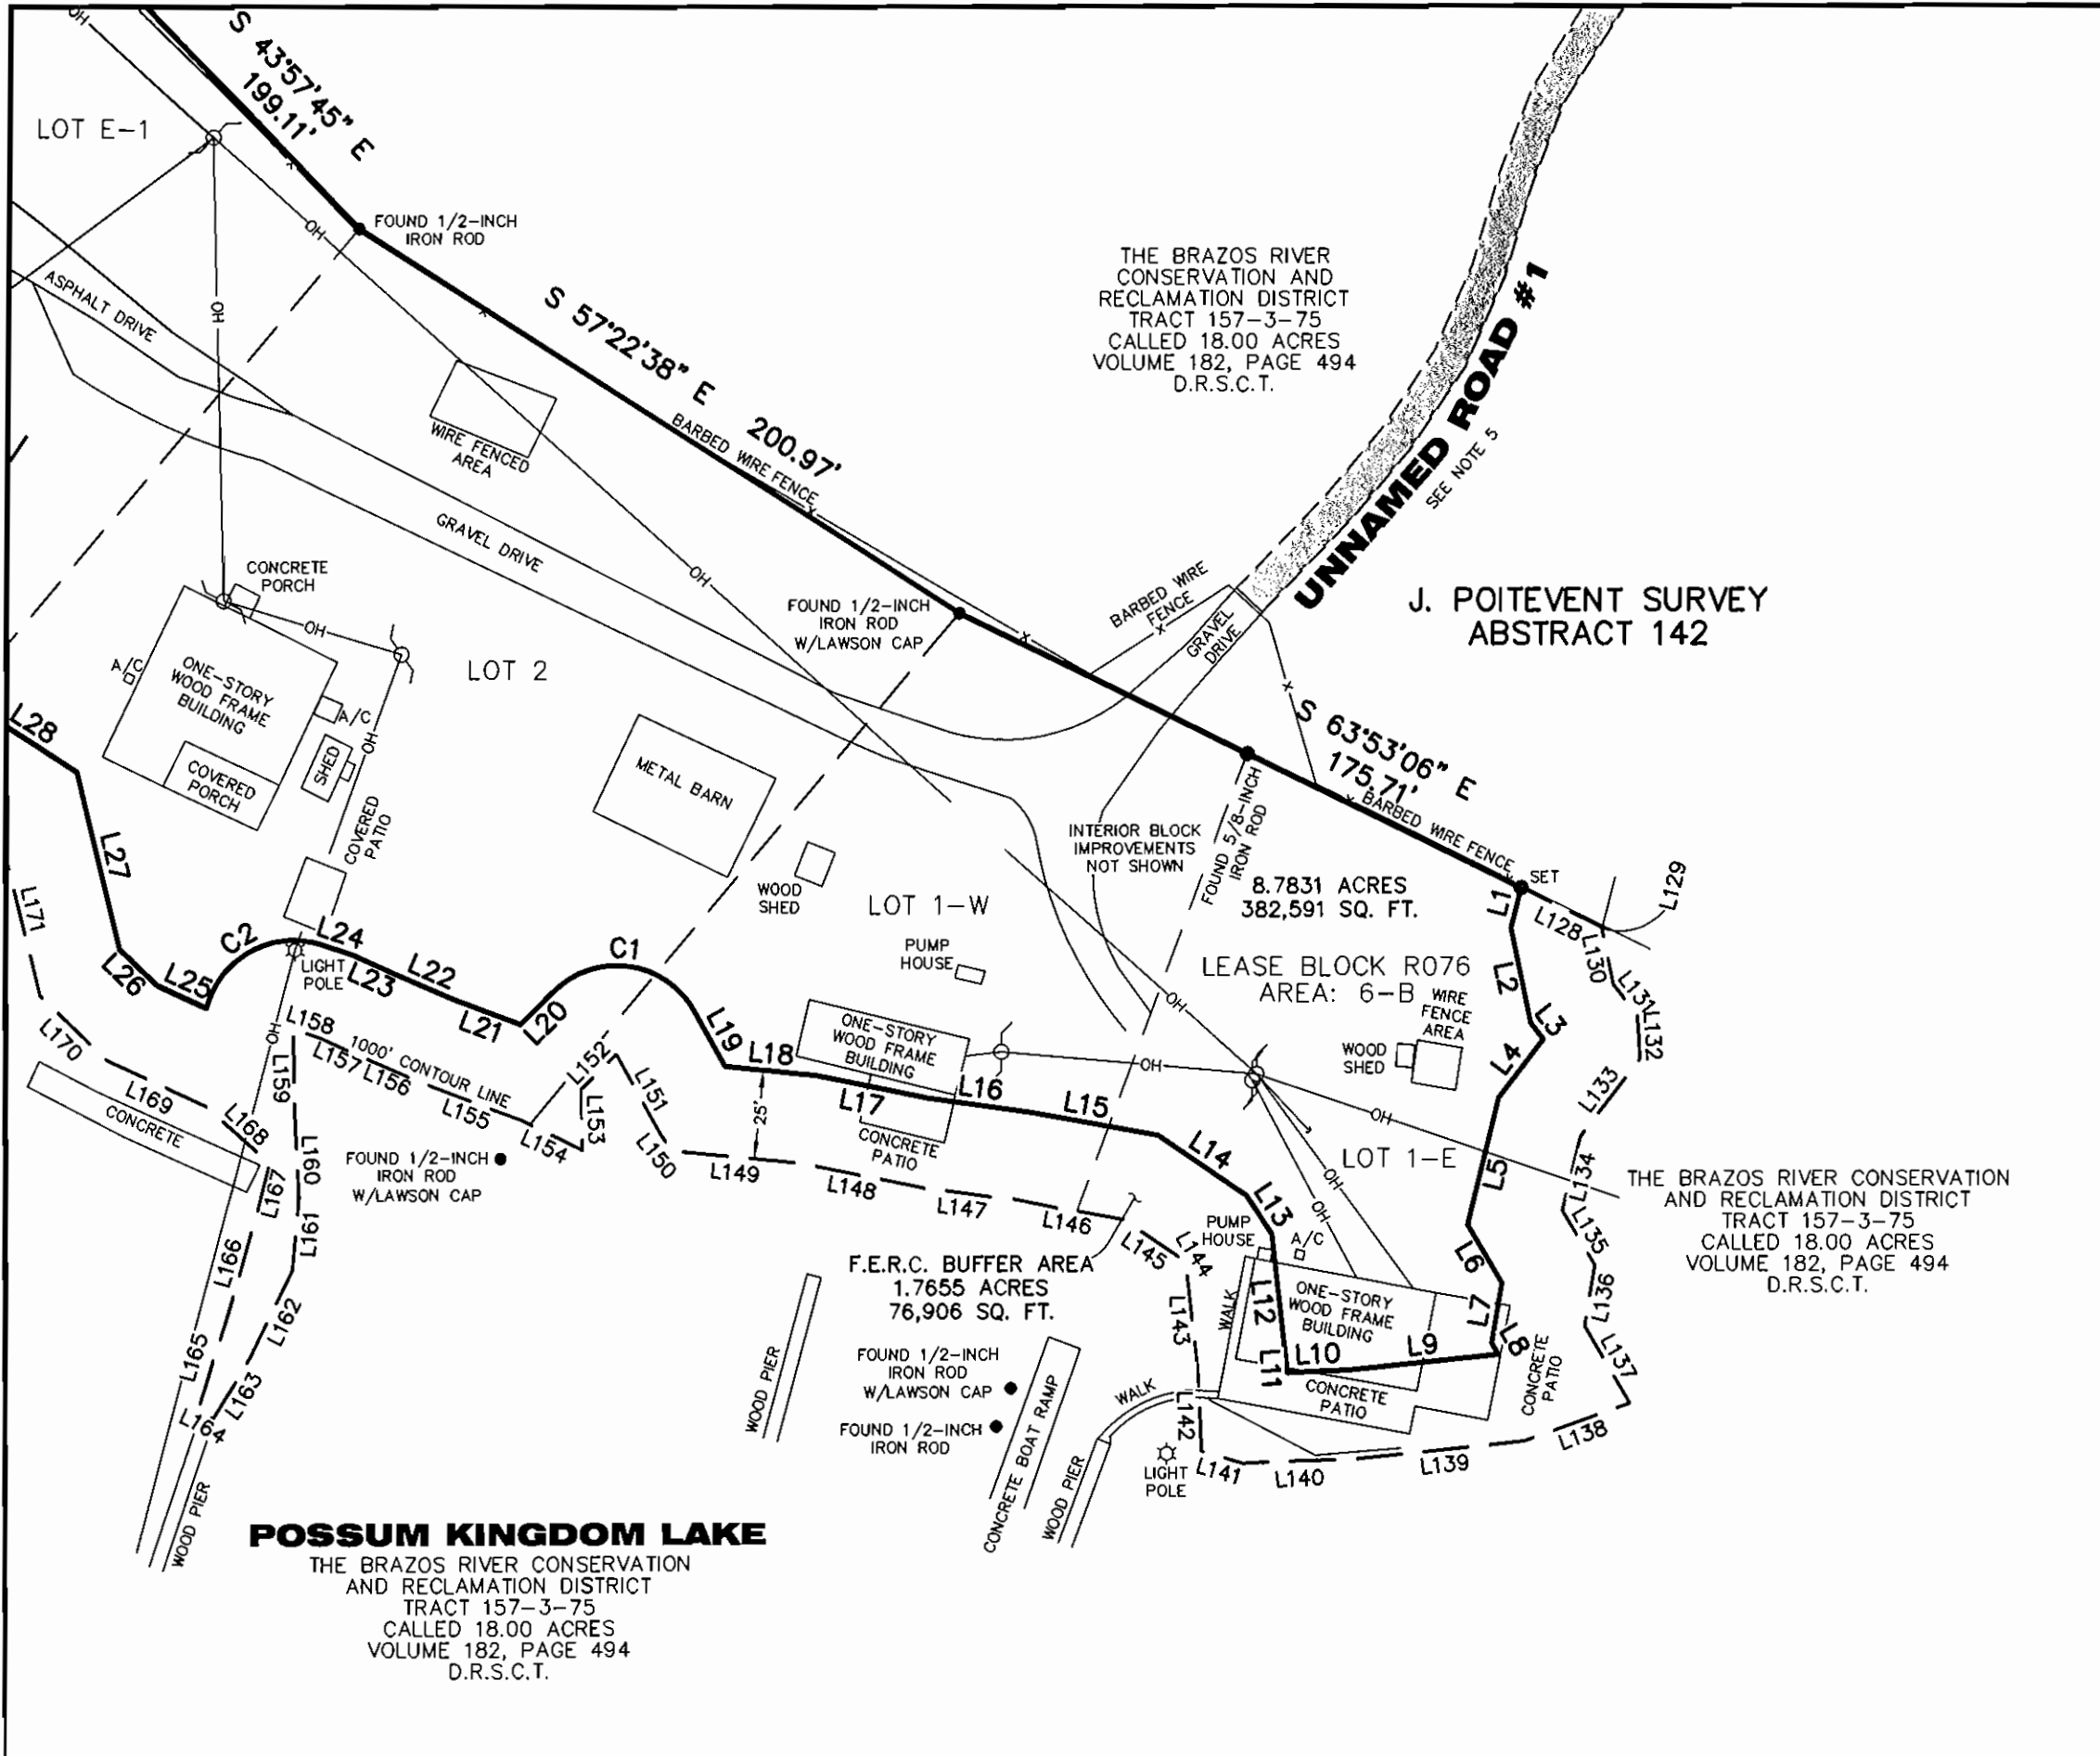 OH
S 43°57'45" E
199.11'
LOT E-1
FOUND 1/2-INCH
IRON ROD
OH
OH
ASPHALT DRIVE
S 57°22'38" E 200.97'
BARBED WIRE FENCE
WIRE FENCED
AREA
GRAVEL DRIVE
THE BRAZOS RIVER
CONSERVATION AND
RECLAMATION DISTRICT
TRACT 157-3-75
CALLED 18.00 ACRES
VOLUME 182, PAGE 494
D.R.S.C.T.
UNNAMED ROAD #1
SEE NOTE 5
J. POITEVENT SURVEY
ABSTRACT 142
CONCRETE
PORCH
OH
OH
FOUND 1/2-INCH
IRON ROD
W/LAWSON CAP
BARBED WIRE
FENCE
GRAVEL
DRIVE
A/C
ONE-STORY
WOOD FRAME
BUILDING
LOT 2
A/C
OH
SHED
COVERED
PORCH
COVERED
PATIO
METAL BARN
WOOD
SHED
S 63°53'06" E
175.71'
BARBED WIRE FENCE
FOUND 5/8-INCH
IRON ROD
INTERIOR BLOCK
IMPROVEMENTS
NOT SHOWN
8.7831 ACRES
382,591 SQ. FT.
SET
L1
L128
L129
L130
L131
L132
L28
L27
L171
L26
L25
C2
L24
L23
L22
L21
L20
C1
L19
L18
LIGHT
POLE
LOT 1-W
PUMP
HOUSE
LEASE BLOCK R076
AREA: 6-B
WIRE
FENCE
AREA
WOOD
SHED
L2
L3
L4
OH
OH
OH
ONE-STORY
WOOD FRAME
BUILDING
L17
L16
L15
L14
L13
25'
CONCRETE
PATIO
LOT 1-E
L5
L6
L7
L8
L133
L134
L135
L136
L137
L138
THE BRAZOS RIVER CONSERVATION
AND RECLAMATION DISTRICT
TRACT 157-3-75
CALLED 18.00 ACRES
VOLUME 182, PAGE 494
D.R.S.C.T.
L170
L169
CONCRETE
L168
L167
L158
L159
OH
L157
L156
1000' CONTOUR LINE
L155
L154
L153
L152
L151
L150
L149
L148
L147
L146
L145
L144
L160
L161
L162
L163
L164
L165
L166
FOUND 1/2-INCH
IRON ROD
W/LAWSON CAP
F.E.R.C. BUFFER AREA
1.7655 ACRES
76,906 SQ. FT.
PUMP
HOUSE
A/C
OH
OH
ONE-STORY
WOOD FRAME
BUILDING
WALK
L12
L11
L10
L9
CONCRETE
PATIO
CONCRETE
PATIO
L143
L142
L141
L140
L139
WOOD PIER
FOUND 1/2-INCH
IRON ROD
W/LAWSON CAP
FOUND 1/2-INCH
IRON ROD
CONCRETE BOAT RAMP
WALK
WOOD PIER
LIGHT
POLE
WOOD PIER
POSSUM KINGDOM LAKE
THE BRAZOS RIVER CONSERVATION
AND RECLAMATION DISTRICT
TRACT 157-3-75
CALLED 18.00 ACRES
VOLUME 182, PAGE 494
D.R.S.C.T.